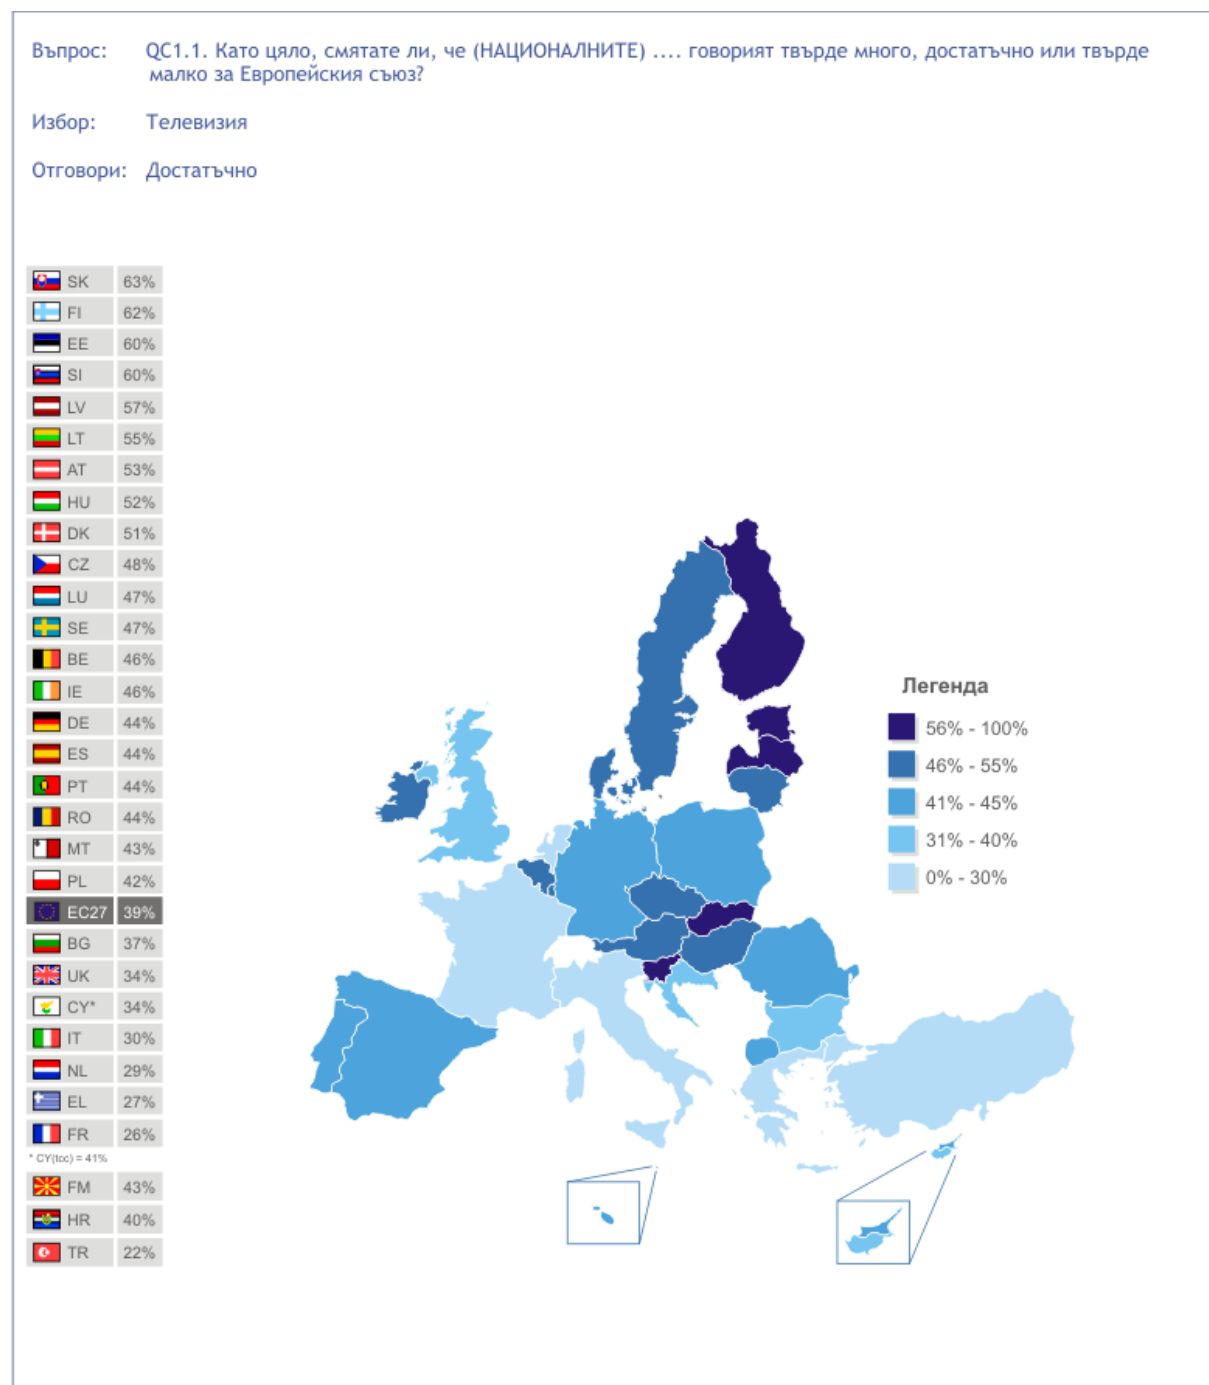 Въпрос: QC1.1. Като цяло, смятате ли, че (НАЦИОНАЛНИТЕ) .... говорият твърде много, достатъчно или твърде
малко за Европейския съюз?
Избор: Телевизия
Отговори: Достатъчно
SK 63%
FI 62%
EE 60%
SI 60%
LV 57%
LT 55%
AT 53%
HU 52%
DK 51%
CZ 48%
LU 47%
SE 47%
BE 46%
IE 46%
DE 44%
ES 44%
PT 44%
RO 44%
MT 43%
PL 42%
EC27 39%
BG 37%
UK 34%
CY* 34%
IT 30%
NL 29%
EL 27%
FR 26%
* CY(tcc) = 41%
FM 43%
HR 40%
TR 22%
Легенда
56% - 100%
46% - 55%
41% - 45%
31% - 40%
0% - 30%